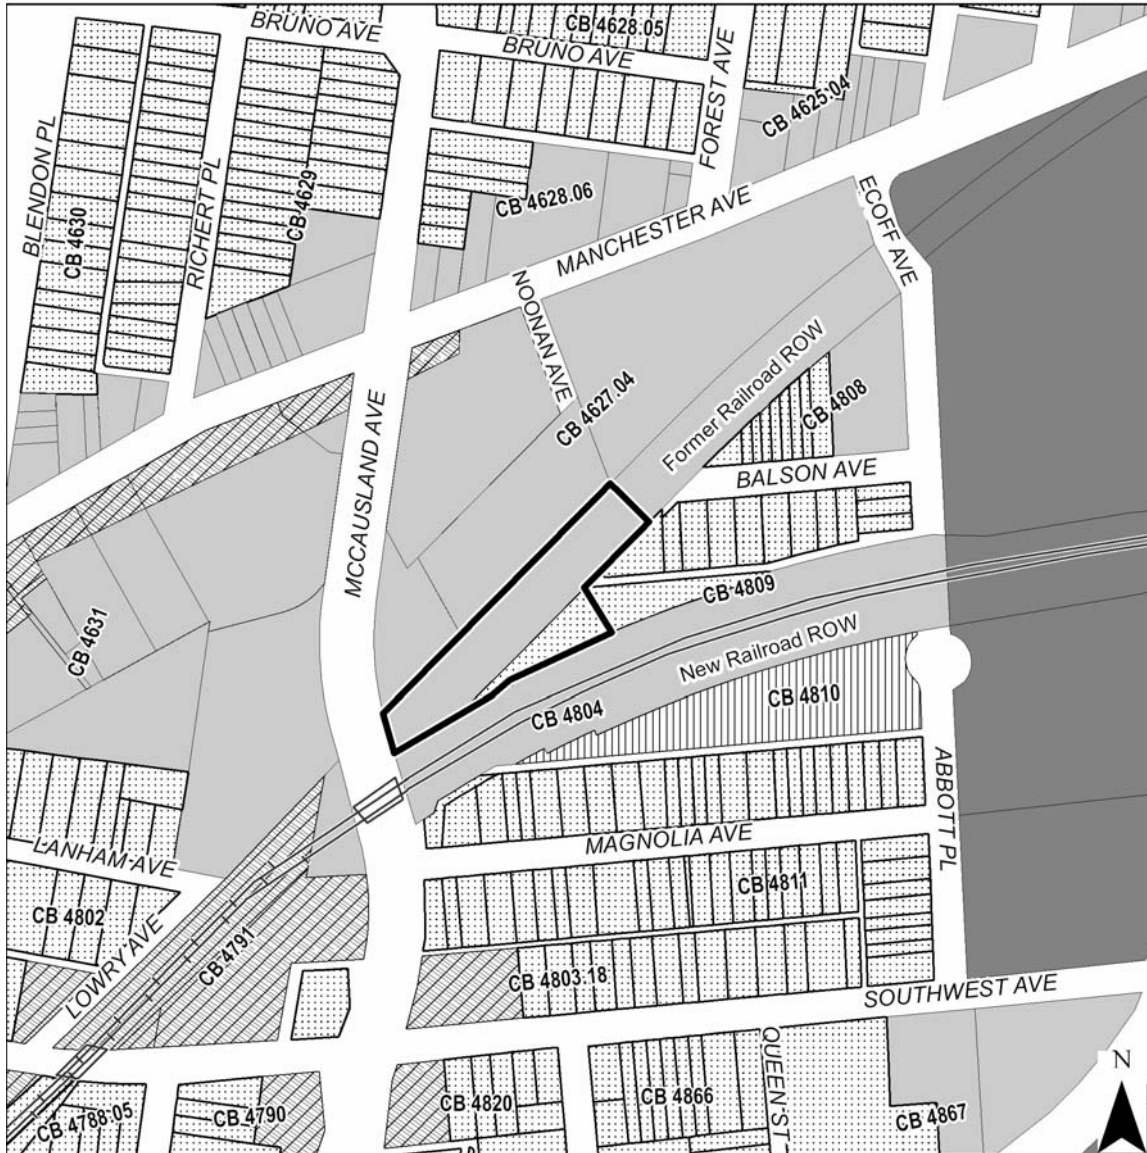 BRUNO AVE
CB 4628.05
BRUNO AVE
FOREST AVE
CB 4625.04
BLENDON PL
CB 4630
RICHERT PL
CB 4629
CB 4628.06
MANCHESTER AVE
ECOFF AVE
NOONAN AVE
CB 4627.04
Former Railroad ROW
CB 4808
MCCAUSLAND AVE
BALSON AVE
CB 4631
CB 4809
New Railroad ROW
CB 4810
CB 4804
ABBOTT PL
MAGNOLIA AVE
LANHAM AVE
CB 4811
CB 4802
LOWRY AVE
CB 4791
CB 4803.18
SOUTHWEST AVE
QUEEN ST
N
CB 4788.05
CB 4790
CB 4820
CB 4866
CB 4867